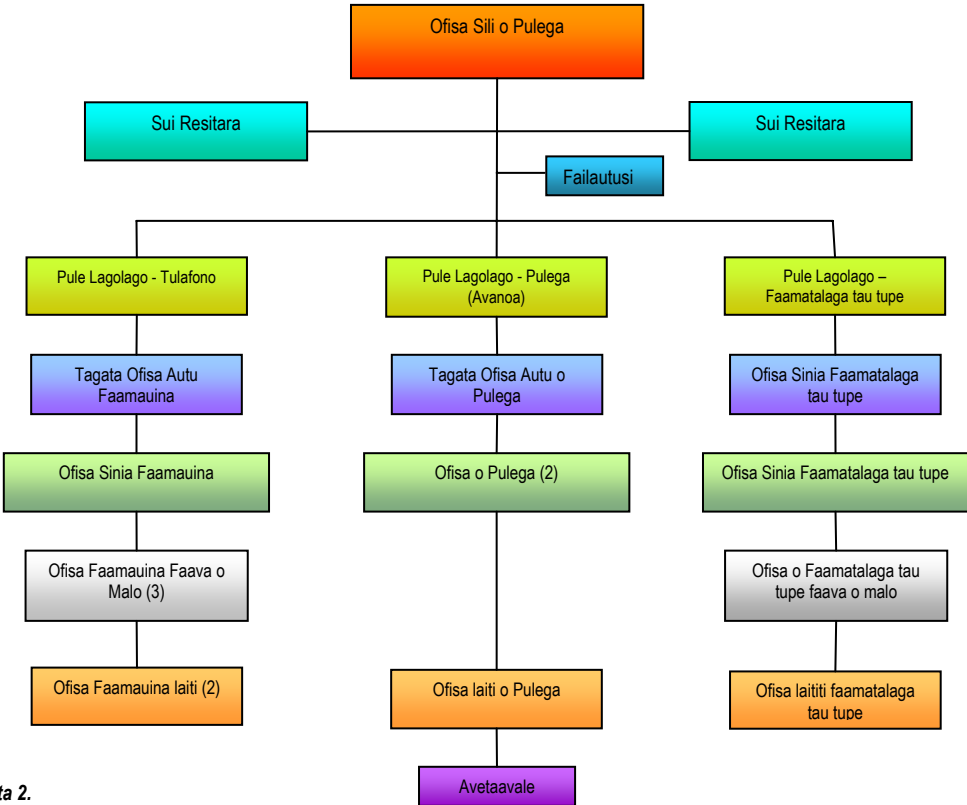 Ofisa Sili o Pulega
Sui Resitara
Sui Resitara
Failautusi
Pule Lagolago - Tulafono
Pule Lagolago - Pulega
(Avanoa)
Pule Lagolago –
Faamatalaga tau tupe
Tagata Ofisa Autu
Faamauina
Tagata Ofisa Autu o
Pulega
Ofisa Sinia Faamatalaga
tau tupe
Ofisa Sinia Faamauina
Ofisa o Pulega (2)
Ofisa Sinia Faamatalaga tau tupe
Ofisa Faamauina Faava o
Malo (3)
Ofisa o Faamatalaga tau
tupe faava o malo
Ofisa Faamauina laiti (2)
Ofisa laiti o Pulega
Ofisa laititi faamatalaga
tau tupe
Avetaavale
ta 2.